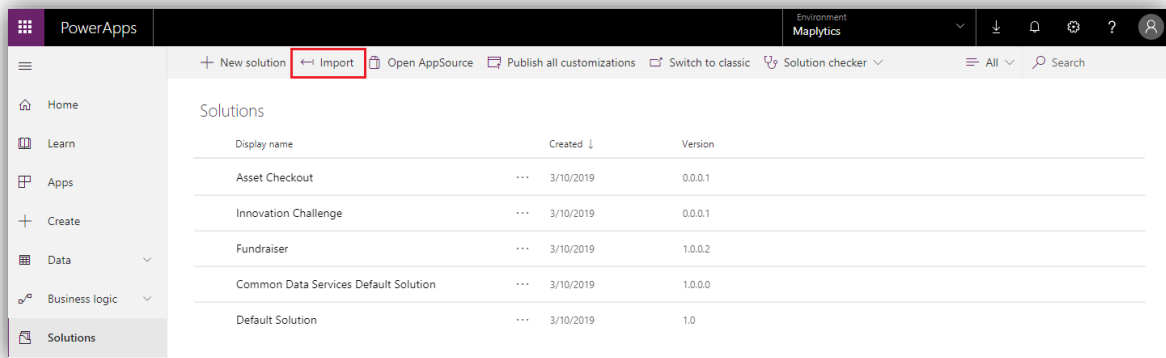 PowerApps
Environment
Maplytics
?
New solution Import Open AppSource Publish all customizations Switch to classic Solution checker All Search
Home
Learn
Apps
Create
Data
Business logic
Solutions
Solutions
Display name Created ↓ Version
Asset Checkout ... 3/10/2019 0.0.0.1
Innovation Challenge ... 3/10/2019 0.0.0.1
Fundraiser ... 3/10/2019 1.0.0.2
Common Data Services Default Solution ... 3/10/2019 1.0.0.0
Default Solution ... 3/10/2019 1.0